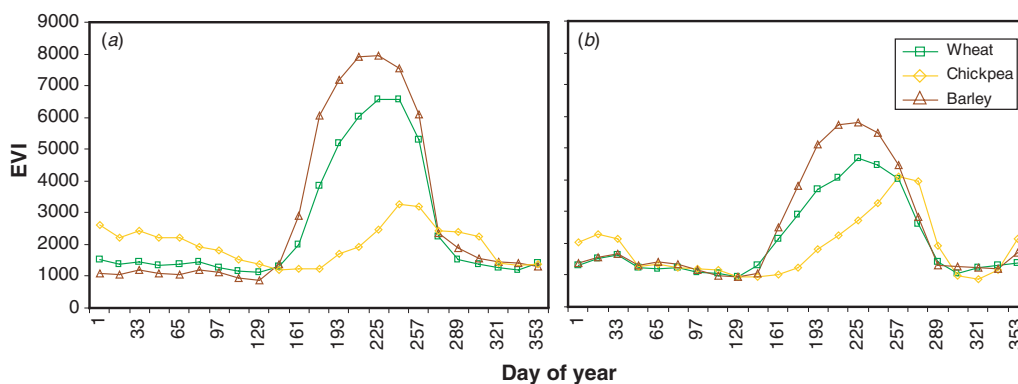 9000
8000
7000
6000
5000
4000
3000
2000
1000
0
EVI
(a)
(b)
Wheat
Chickpea
Barley
1 33 65 97 129 161 193 225 257 289 321 353
1 33 65 97 129 161 193 225 257 289 321 353
Day of year